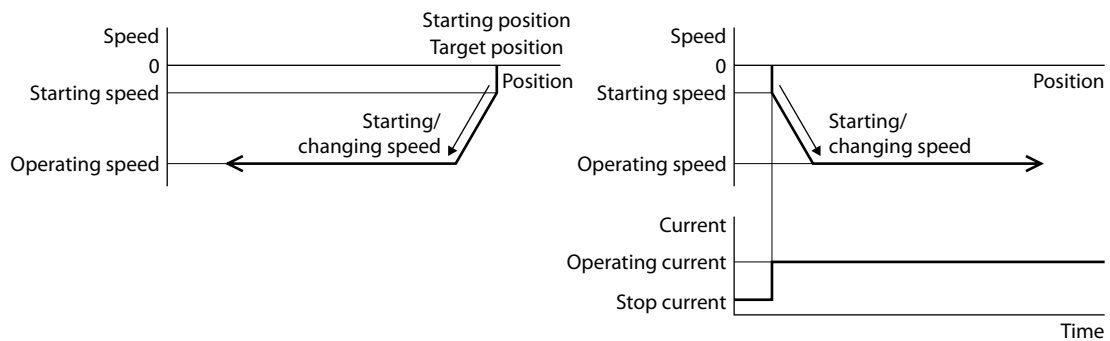 Starting position
Speed
Target position
0
Position
Starting speed
Starting/
changing speed
Operating speed
Speed
0
Position
Starting speed
Starting/
changing speed
Operating speed
Current
Operating current
Stop current
Time